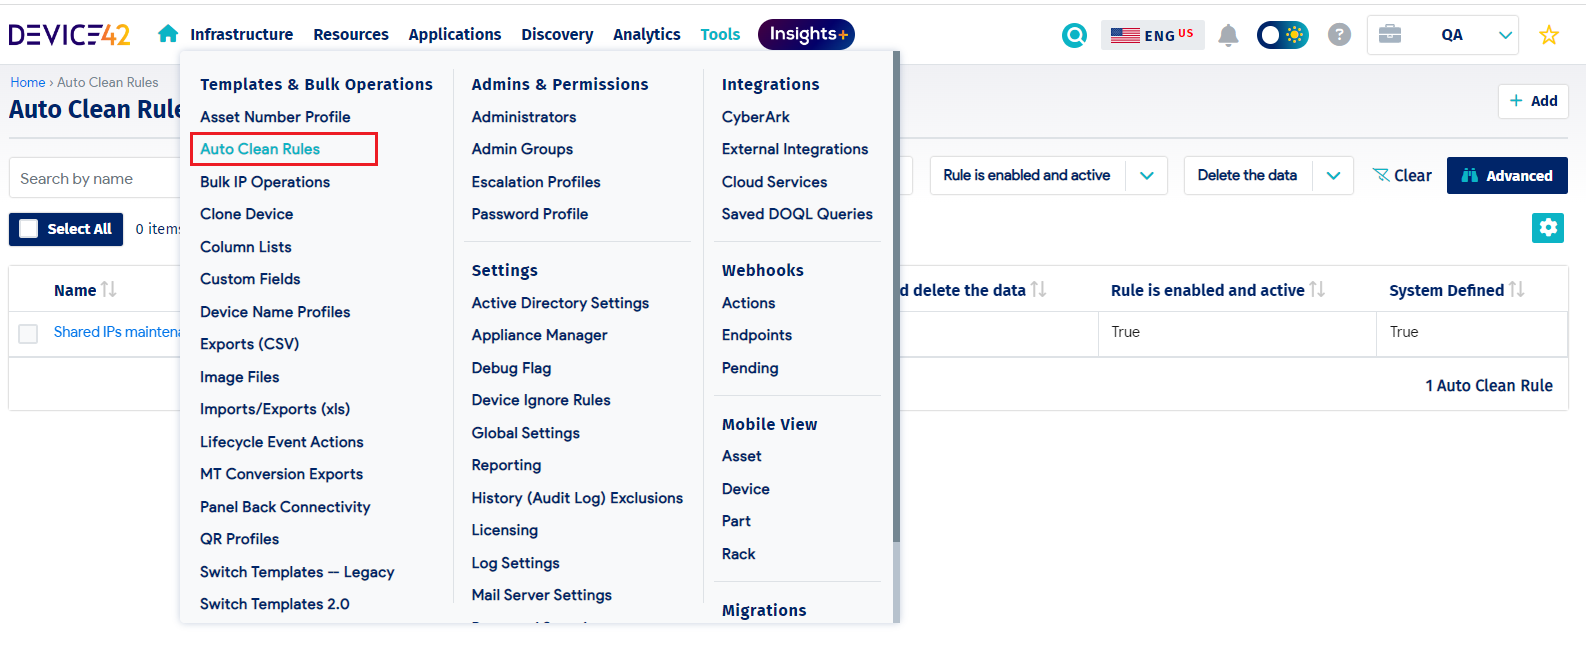 DEVICE42
Infrastructure
Resources
Applications
Discovery
Analytics
Tools
Insights+
ENG US
?
QA
Home › Auto Clean Rules
Auto Clean Rule
+ Add
Search by name
Rule is enabled and active
Delete the data
Clear
Advanced
Select All
0 items
Name
d delete the data
Rule is enabled and active
System Defined
Shared IPs maintena
True
True
1 Auto Clean Rule
Templates & Bulk Operations
Asset Number Profile
Auto Clean Rules
Bulk IP Operations
Clone Device
Column Lists
Custom Fields
Device Name Profiles
Exports (CSV)
Image Files
Imports/Exports (xls)
Lifecycle Event Actions
MT Conversion Exports
Panel Back Connectivity
QR Profiles
Switch Templates -- Legacy
Switch Templates 2.0
Admins & Permissions
Administrators
Admin Groups
Escalation Profiles
Password Profile
Settings
Active Directory Settings
Appliance Manager
Debug Flag
Device Ignore Rules
Global Settings
Reporting
History (Audit Log) Exclusions
Licensing
Log Settings
Mail Server Settings
Integrations
CyberArk
External Integrations
Cloud Services
Saved DOQL Queries
Webhooks
Actions
Endpoints
Pending
Mobile View
Asset
Device
Part
Rack
Migrations